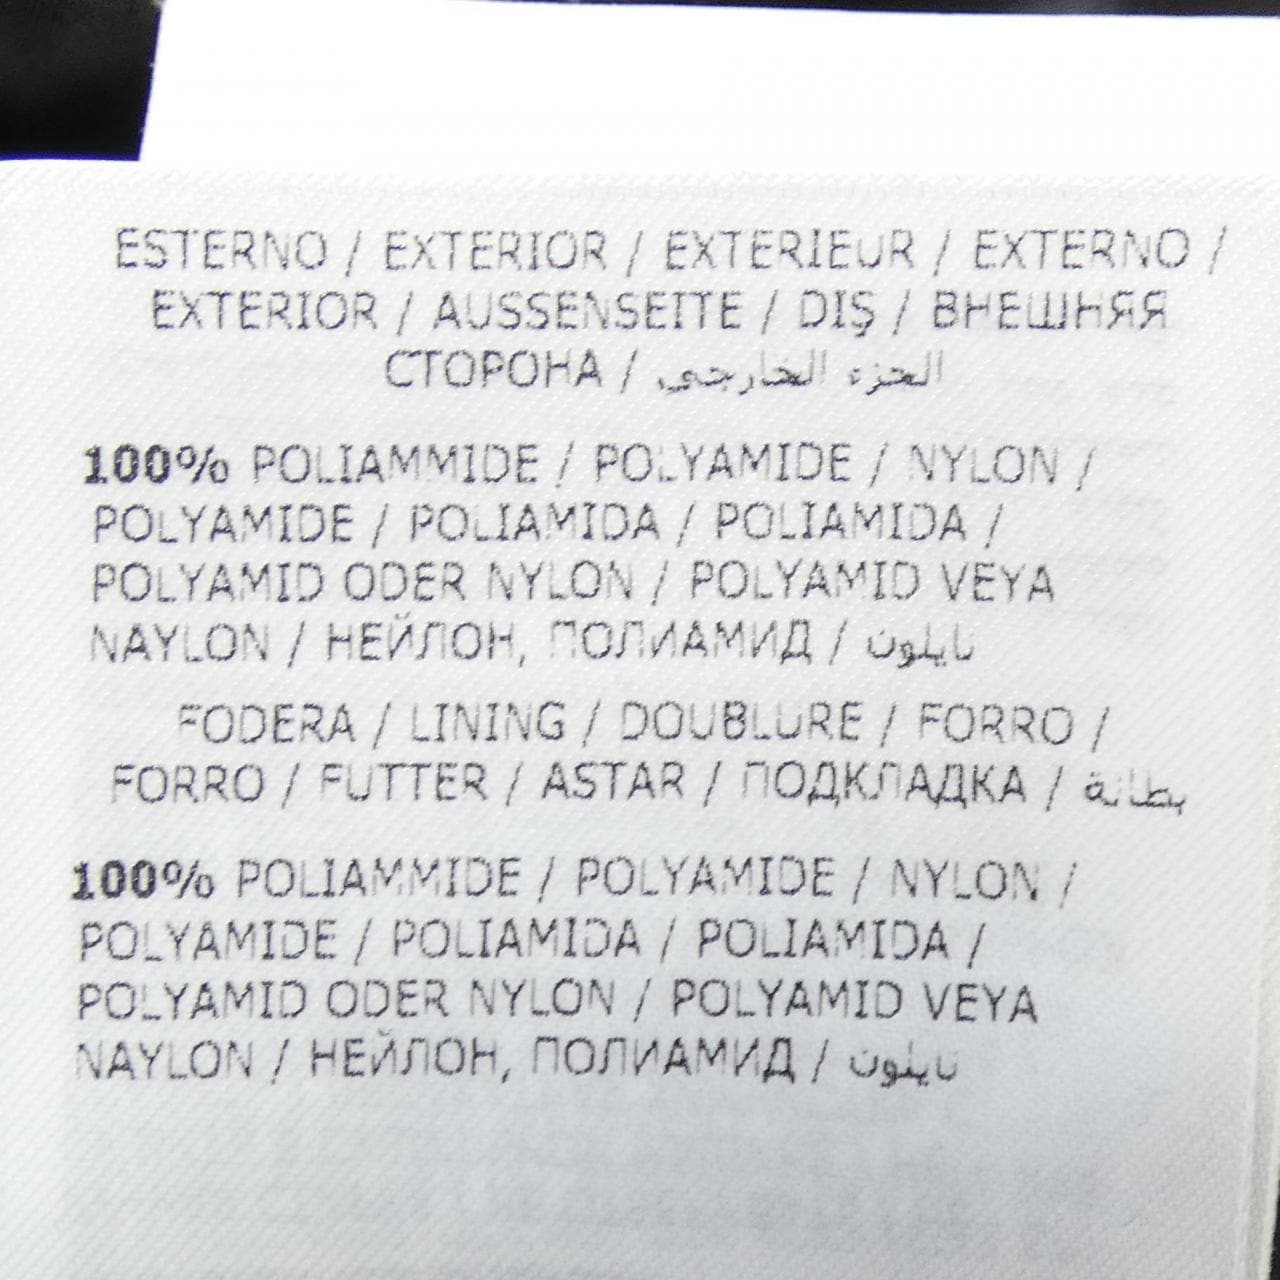 ESTERNO / EXTERIOR / EXTERIEUR / EXTERNO /
EXTERIOR / AUSSENSEITE / DIŞ / ВНЕШНЯЯ
СТОРОНА / الجزء الخارجي
100% POLIAMMIDE / POLYAMIDE / NYLON /
POLYAMIDE / POLIAMIDA / POLIAMIDA /
POLYAMID ODER NYLON / POLYAMID VEYA
NAYLON / НЕЙЛОН, ПОЛИАМИД / نايلون
FODERA / LINING / DOUBLURE / FORRO /
FORRO / FUTTER / ASTAR / ПОДКЛАДКА / بطانة
100% POLIAMMIDE / POLYAMIDE / NYLON /
POLYAMIDE / POLIAMIDA / POLIAMIDA /
POLYAMID ODER NYLON / POLYAMID VEYA
NAYLON / НЕЙЛОН, ПОЛИАМИД / نايلون